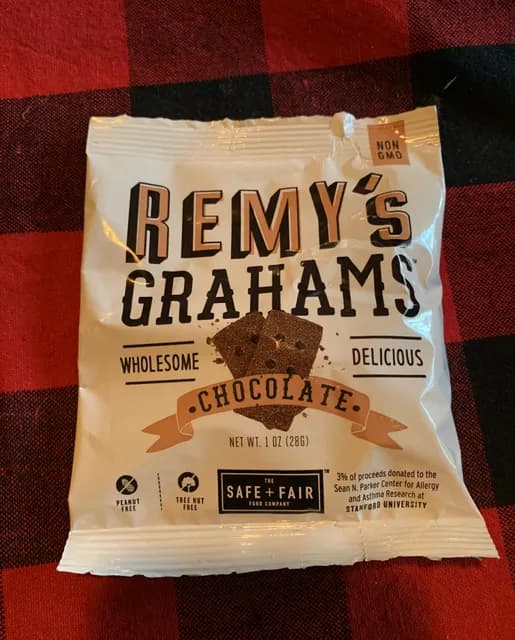 NON
GMO
REMY'S
GRAHAMS
WHOLESOME
DELICIOUS
•CHOCOLATE•
NET WT. 1 OZ (28G)
PEANUT
FREE
TREE NUT
FREE
THE
SAFE+FAIR
FOOD COMPANY
TM
3% of proceeds donated to the
Sean N. Parker Center for Allergy
and Asthma Research at
STANFORD UNIVERSITY